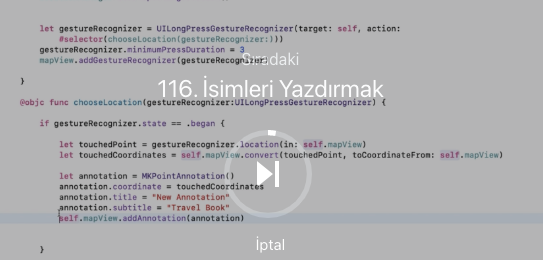 let gestureRecognizer = UILongPressGestureRecognizer(target: self, action:
#selector(chooseLocation(gestureRecognizer:)))
gestureRecognizer.minimumPressDuration = 3
mapView.addGestureRecognizer(gestureRecognizer)
Sıradaki
}
116. İsimleri Yazdırmak
@objc func chooseLocation(gestureRecognizer:UILongPressGestureRecognizer) {
if gestureRecognizer.state == .began {
let touchedPoint = gestureRecognizer.location(in: self.mapView)
let touchedCoordinates = self.mapView.convert(touchedPoint, toCoordinateFrom: self.mapView)
let annotation = MKPointAnnotation()
annotation.coordinate = touchedCoordinates
annotation.title = "New Annotation"
annotation.subtitle = "Travel Book"
self.mapView.addAnnotation(annotation)
İptal
}